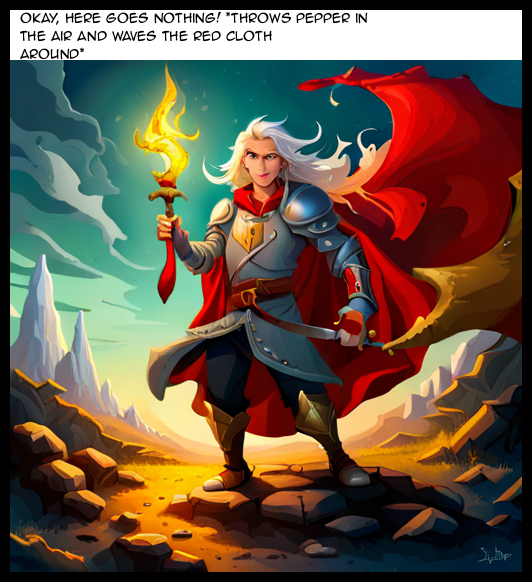 OKAY, HERE GOES NOTHING! *THROWS PEPPER IN
THE AIR AND WAVES THE RED CLOTH
AROUND*